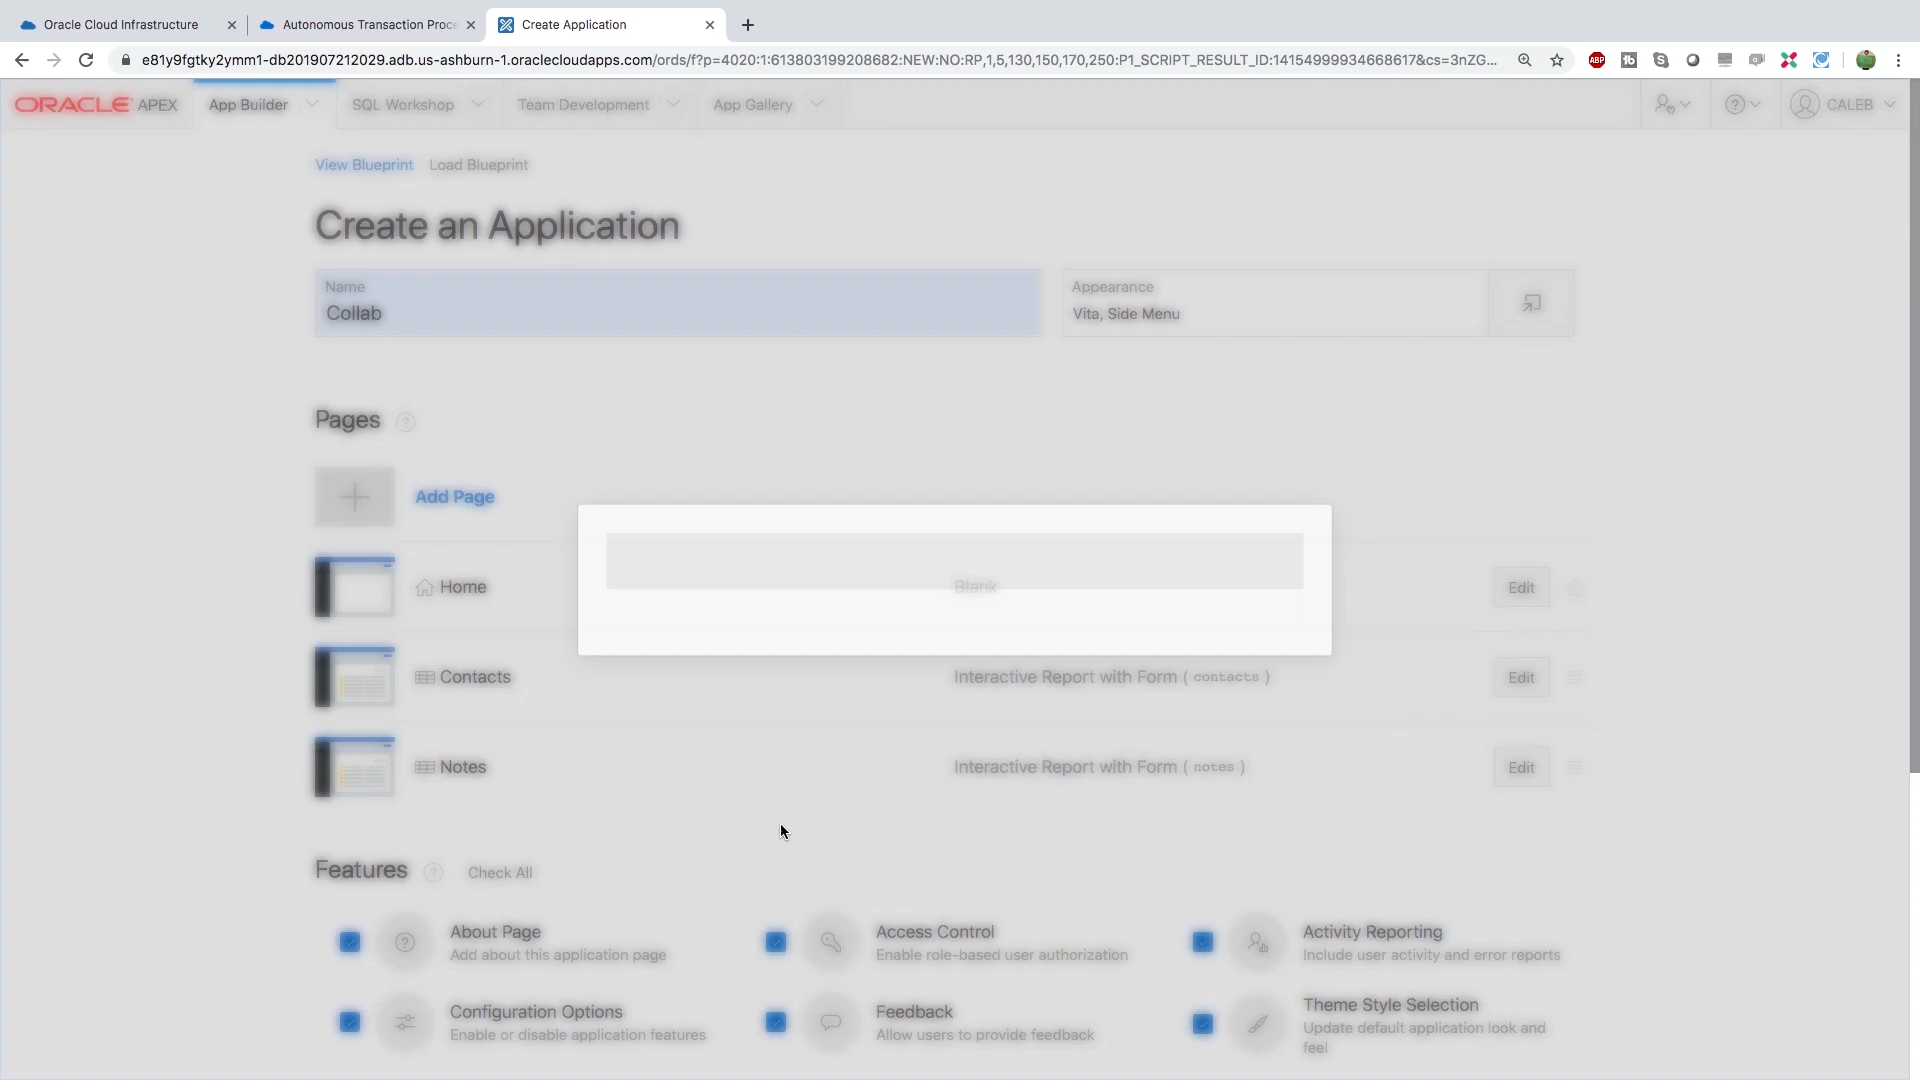 Oracle Cloud Infrastructure
Autonomous Transaction Proce
Create Application
e81y9fgtky2ymm1-db201907212029.adb.us-ashburn-1.oraclecloudapps.com/ords/f?p=4020:1:613803199208682:NEW:NO:RP,1,5,130,150,170,250:P1_SCRIPT_RESULT_ID:14154999934668617&cs=3nZG...
ABP
ORACLE APEX
App Builder
SQL Workshop
Team Development
App Gallery
CALEB
View Blueprint
Load Blueprint
Create an Application
Name
Collab
Appearance
Vita, Side Menu
Pages
Add Page
Home
Blank
Edit
Contacts
Interactive Report with Form ( contacts )
Edit
Notes
Interactive Report with Form ( notes )
Edit
Features
Check All
About Page
Add about this application page
Access Control
Enable role-based user authorization
Activity Reporting
Include user activity and error reports
Configuration Options
Enable or disable application features
Feedback
Allow users to provide feedback
Theme Style Selection
Update default application look and
feel